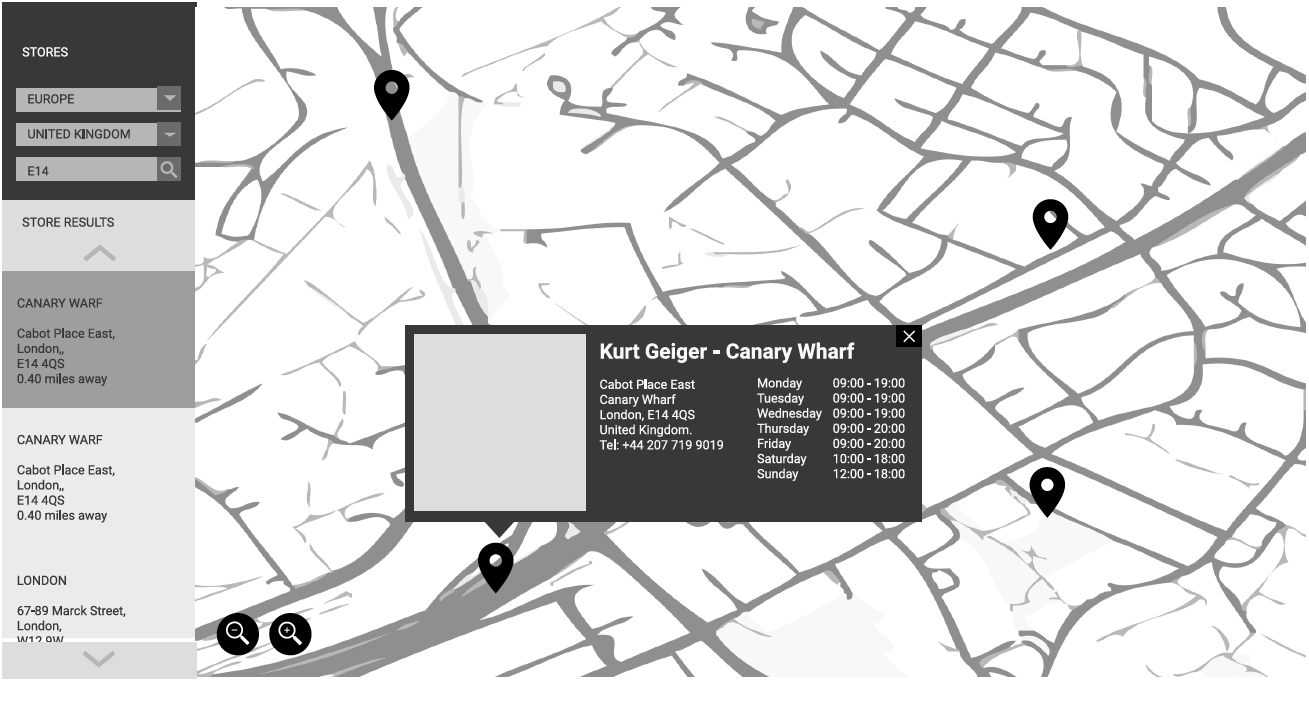 STORES
EUROPE
UNITED KINGDOM
E14
STORE RESULTS
CANARY WARF
Cabot Place East,
London,,
E14 4QS
0.40 miles away
CANARY WARF
Cabot Place East,
London,,
E14 4QS
0.40 miles away
LONDON
67-89 Marck Street,
London,
W12 9W
Kurt Geiger - Canary Wharf
Cabot Place East
Canary Wharf
London, E14 4QS
United Kingdom.
Tel: +44 207 719 9019
Monday 09:00 - 19:00
Tuesday 09:00 - 19:00
Wednesday 09:00 - 19:00
Thursday 09:00 - 20:00
Friday 09:00 - 20:00
Saturday 10:00 - 18:00
Sunday 12:00 - 18:00